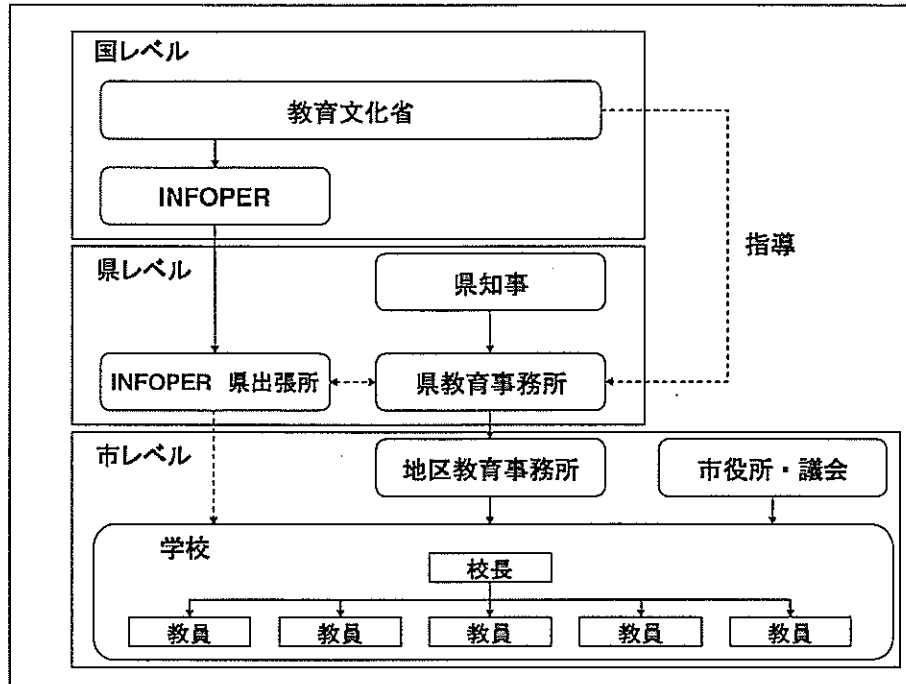 国レベル
教育文化省
INFOPER
指導
県レベル
県知事
INFOPER 県出張所
県教育事務所
市レベル
地区教育事務所
市役所・議会
学校
校長
教員
教員
教員
教員
教員